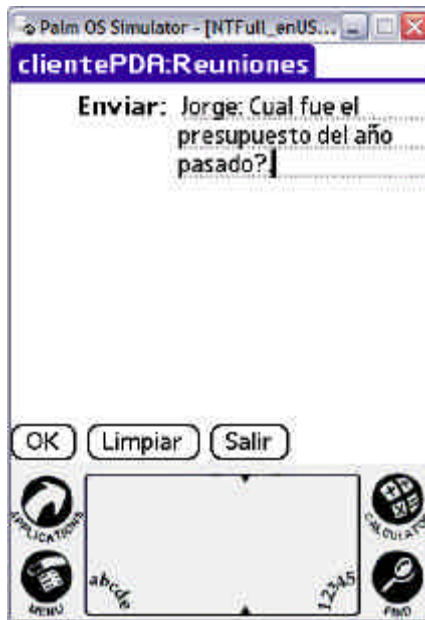 Palm OS Simulator - [NTFull_enUS...
clientePDA:Reuniones
Enviar: Jorge: Cual fue el
presupuesto del año
pasado?
OK Limpiar Salir
APPLICATIONS CALCULATOR
abcde 12345
MENU FIND